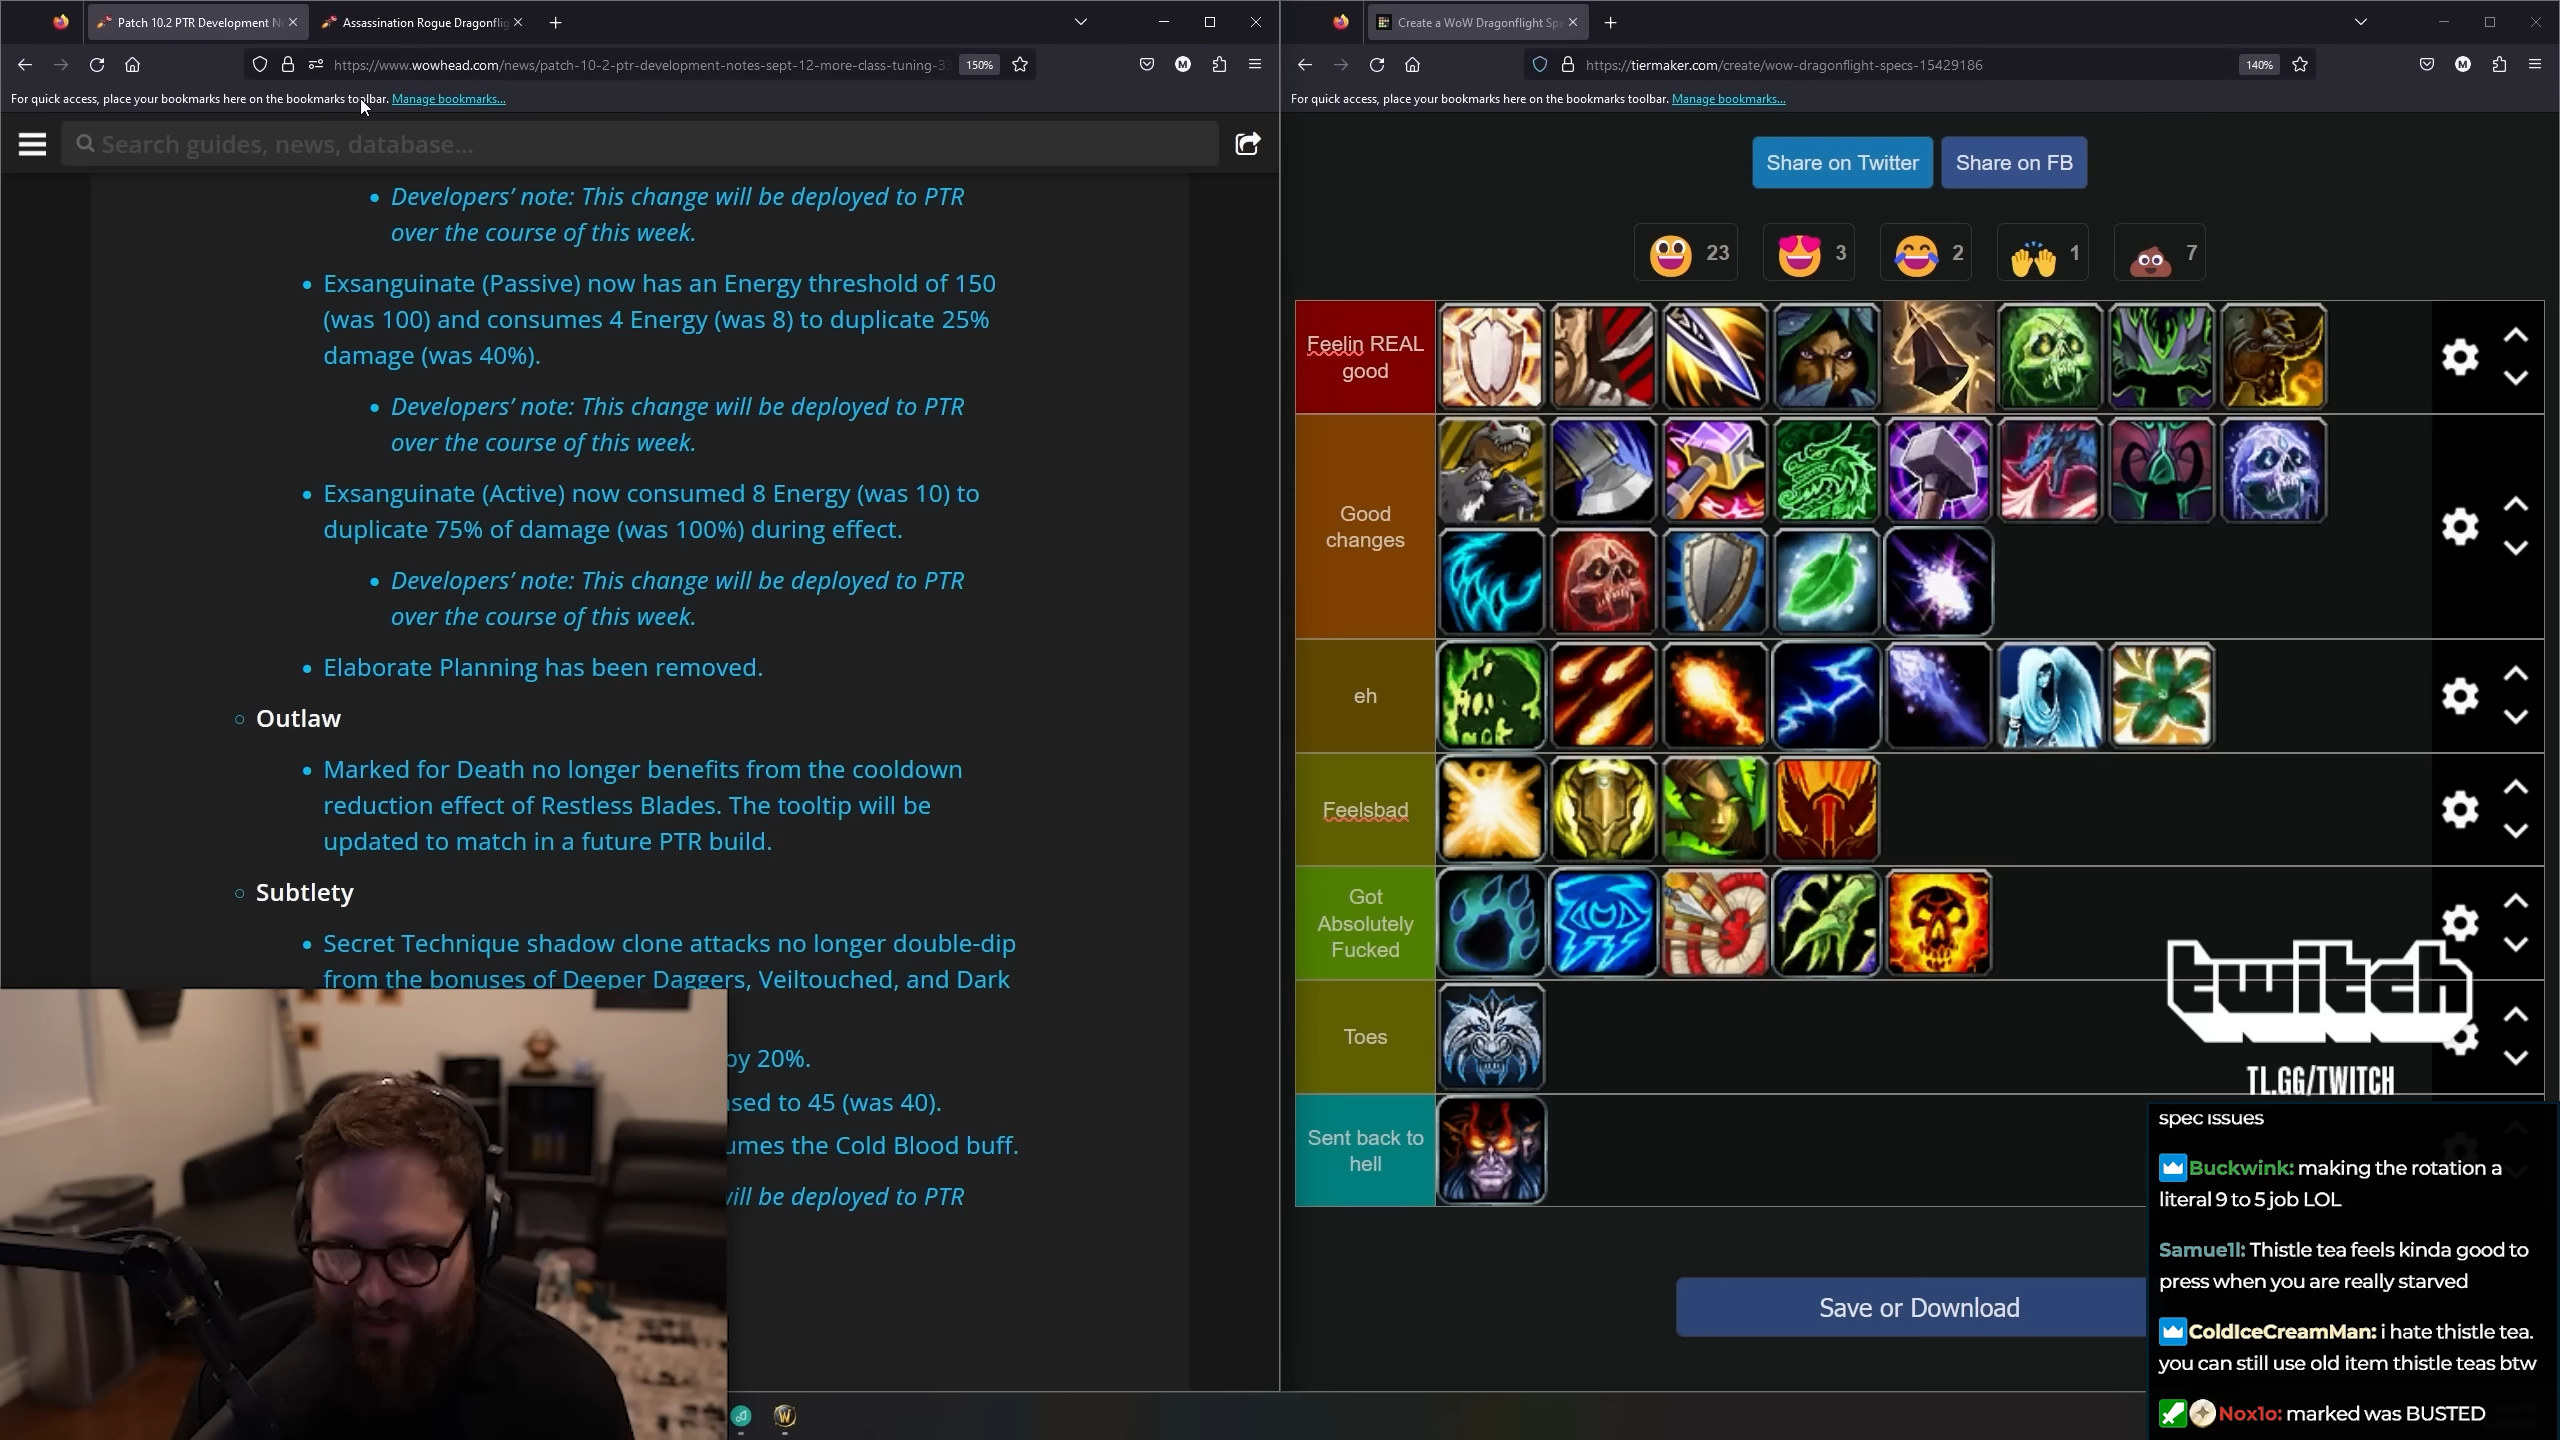 Patch 10.2 PTR Development N
Assassination Rogue Dragonflig
https://www.wowhead.com/news/patch-10-2-ptr-development-notes-sept-12-more-class-tuning-3
150%
For quick access, place your bookmarks here on the bookmarks toolbar. Manage bookmarks...
Search guides, news, database...
Developers’ note: This change will be deployed to PTR
over the course of this week.
Exsanguinate (Passive) now has an Energy threshold of 150
(was 100) and consumes 4 Energy (was 8) to duplicate 25%
damage (was 40%).
Developers’ note: This change will be deployed to PTR
over the course of this week.
Exsanguinate (Active) now consumed 8 Energy (was 10) to
duplicate 75% of damage (was 100%) during effect.
Developers’ note: This change will be deployed to PTR
over the course of this week.
Elaborate Planning has been removed.
Outlaw
Marked for Death no longer benefits from the cooldown
reduction effect of Restless Blades. The tooltip will be
updated to match in a future PTR build.
Subtlety
Secret Technique shadow clone attacks no longer double-dip
from the bonuses of Deeper Daggers, Veiltouched, and Dark
by 20%.
sed to 45 (was 40).
umes the Cold Blood buff.
will be deployed to PTR
Create a WoW Dragonflight Spe
https://tiermaker.com/create/wow-dragonflight-specs-15429186
140%
For quick access, place your bookmarks here on the bookmarks toolbar. Manage bookmarks...
Share on Twitter
Share on FB
23
3
2
1
7
Feelin REAL
good
Good
changes
eh
Feelsbad
Got
Absolutely
Fucked
Toes
Sent back to
hell
Save or Download
twitch
TL.GG/TWITCH
spec issues
Buckwink: making the rotation a
literal 9 to 5 job LOL
Samue1l: Thistle tea feels kinda good to
press when you are really starved
ColdIceCreamMan: i hate thistle tea.
you can still use old item thistle teas btw
Nox1o: marked was BUSTED